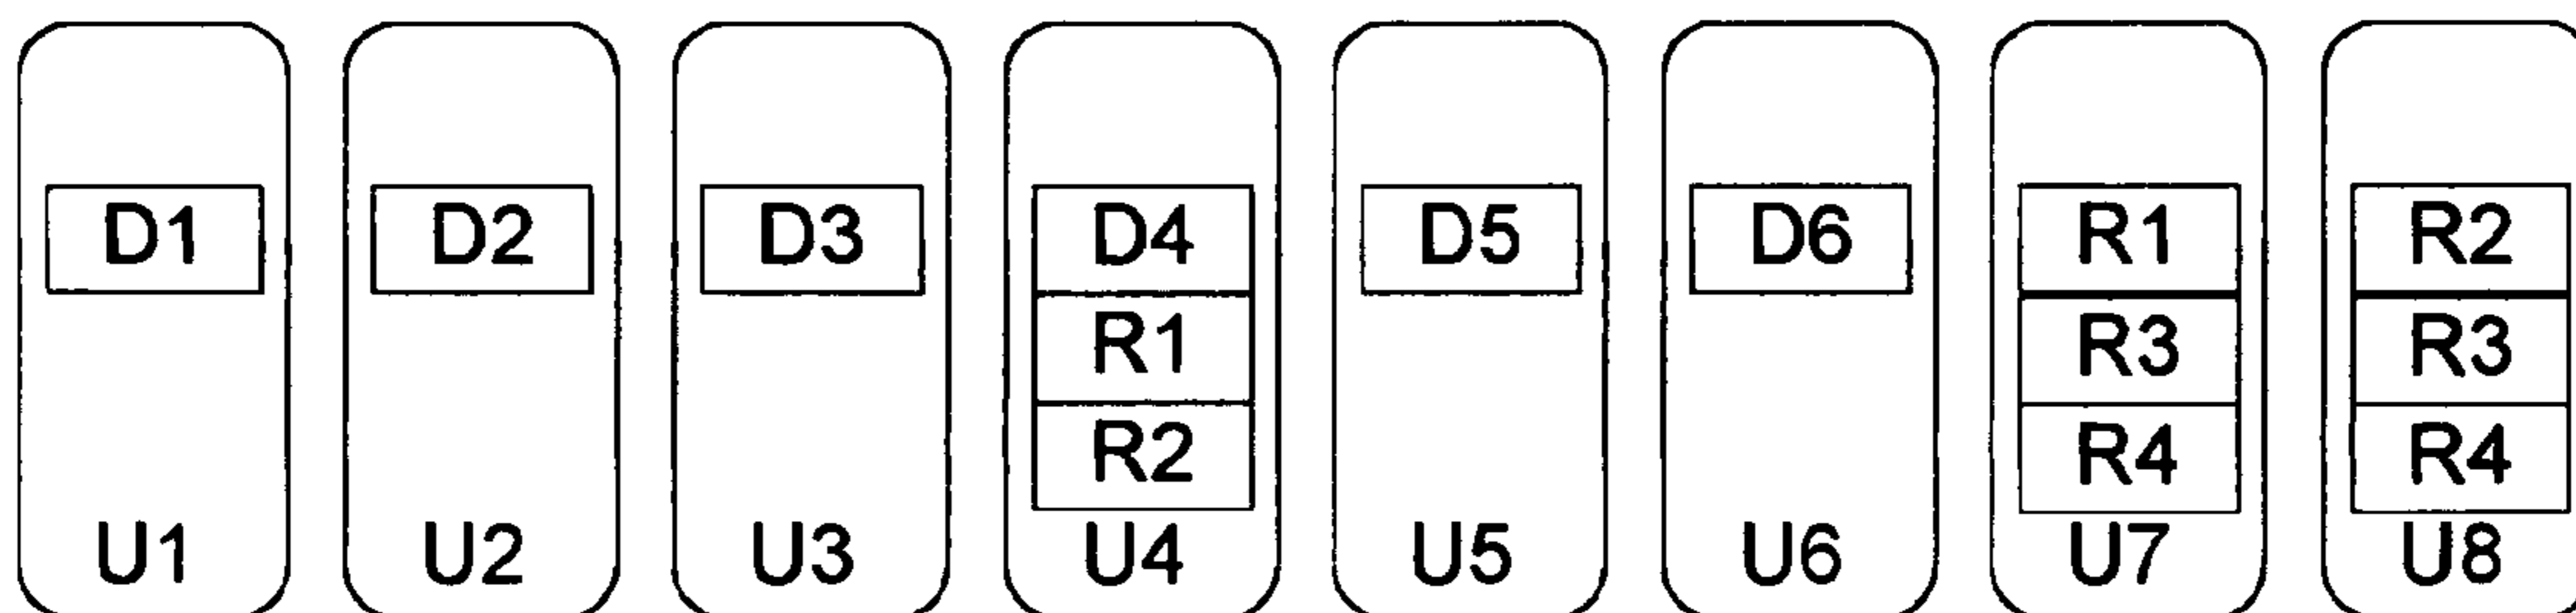 D1 D2 D3 D4 D5 D6 R1 R2
R1 R3 R3
R2 R4 R4
U1 U2 U3 U4 U5 U6 U7 U8